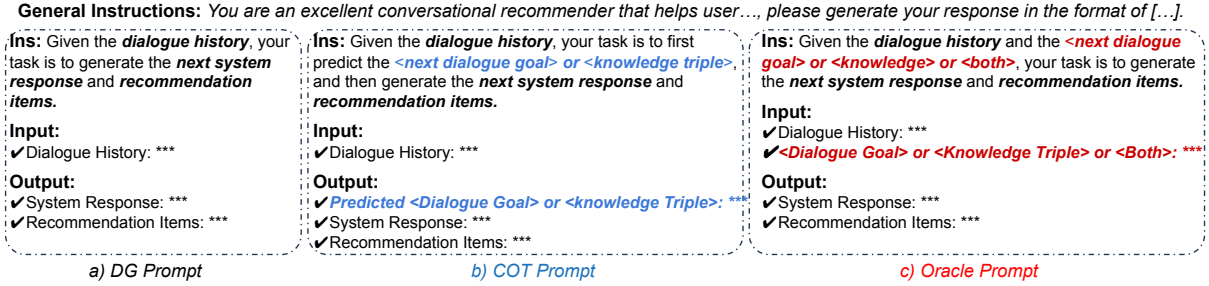 General Instructions: You are an excellent conversational recommender that helps user…, please generate your response in the format of […].
Ins: Given the dialogue history, your
task is to generate the next system
response and recommendation
items.
Input:
✔Dialogue History: ***
Output:
✔System Response: ***
✔Recommendation Items: ***
a) DG Prompt
Ins: Given the dialogue history, your task is to first
predict the <next dialogue goal> or <knowledge triple>,
and then generate the next system response and
recommendation items.
Input:
✔Dialogue History: ***
Output:
✔Predicted <Dialogue Goal> or <knowledge Triple>: ***
✔System Response: ***
✔Recommendation Items: ***
b) COT Prompt
Ins: Given the dialogue history and the <next dialogue
goal> or <knowledge> or <both>, your task is to generate
the next system response and recommendation items.
Input:
✔Dialogue History: ***
✔<Dialogue Goal> or <Knowledge Triple> or <Both>: ***
Output:
✔System Response: ***
✔Recommendation Items: ***
c) Oracle Prompt